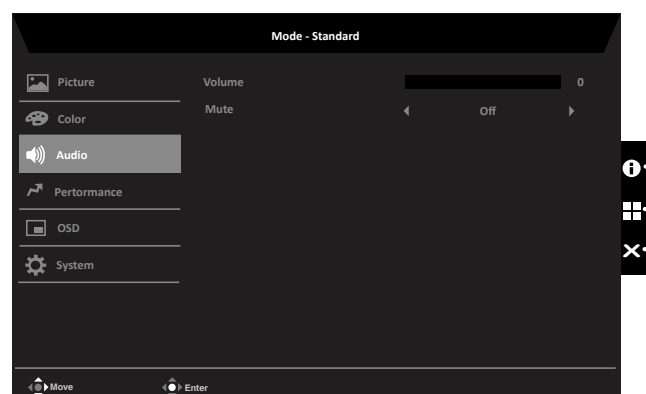 Mode - Standard
Picture
Volume 0
Color
Mute Off
Audio
Pertormance
OSD
System
Move Enter